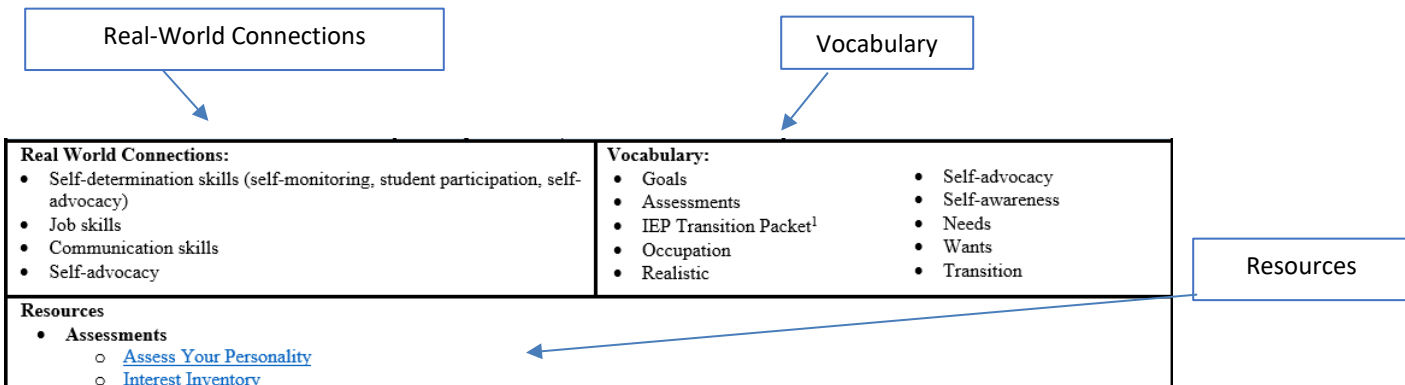 Real-World Connections
Vocabulary
Real World Connections:
• Self-determination skills (self-monitoring, student participation, self-
advocacy)
• Job skills
• Communication skills
• Self-advocacy
Vocabulary:
• Goals
• Assessments
• IEP Transition Packet¹
• Occupation
• Realistic
• Self-advocacy
• Self-awareness
• Needs
• Wants
• Transition
Resources
Resources
• Assessments
o Assess Your Personality
o Interest Inventory